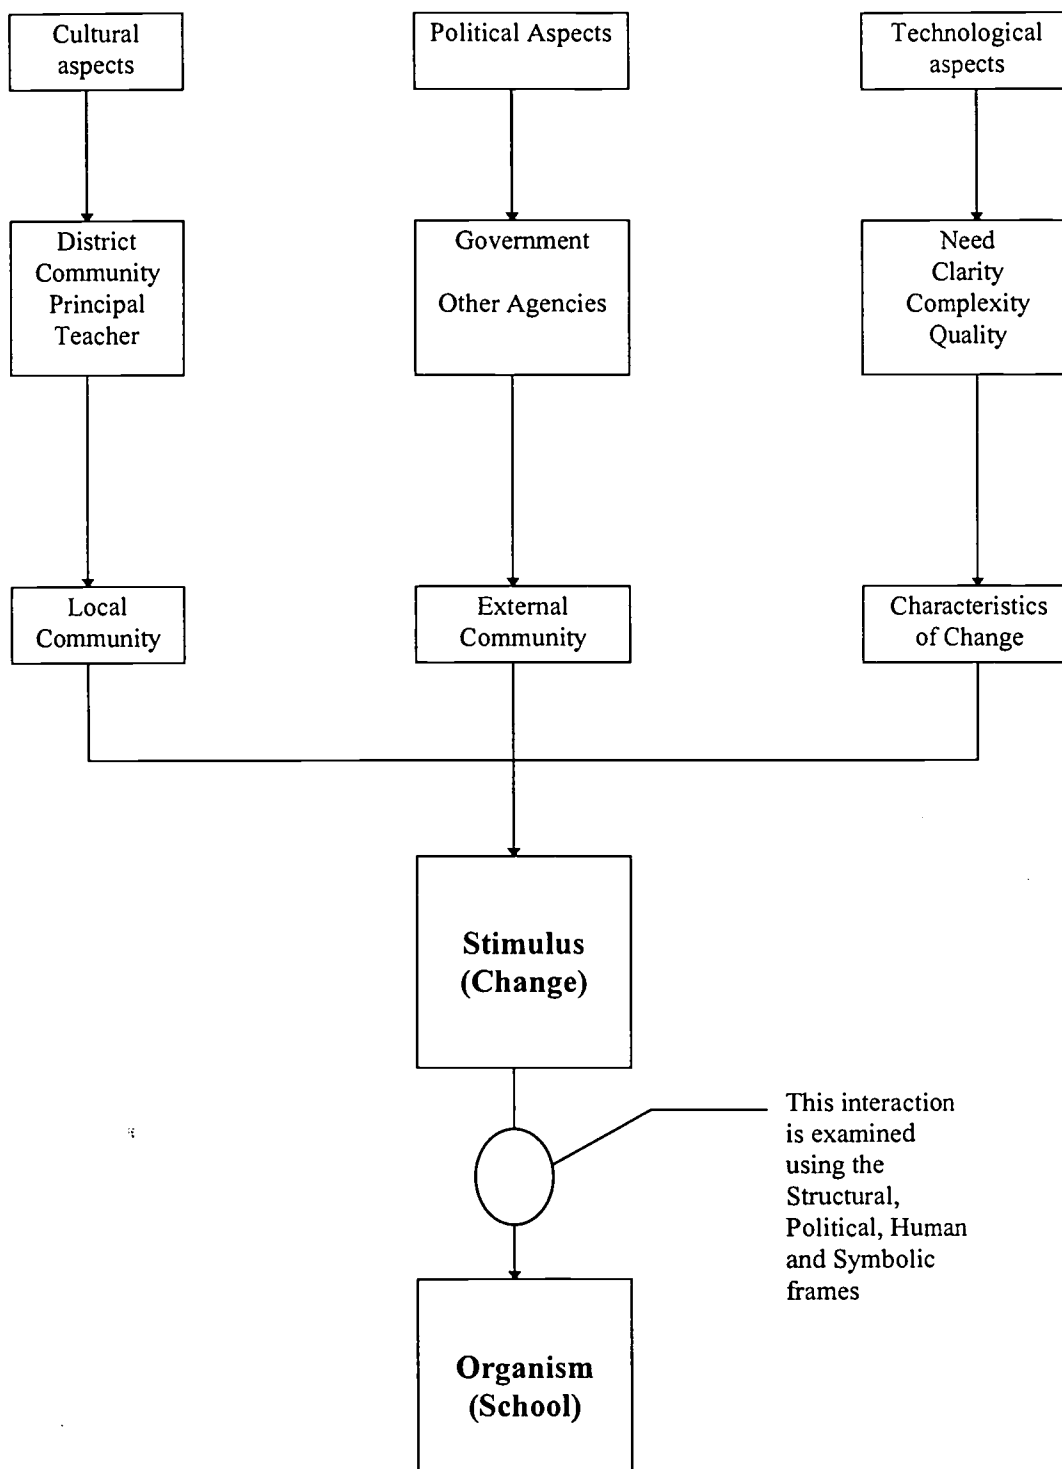 Cultural
aspects
Political Aspects
Technological
aspects
District
Community
Principal
Teacher
Government
Other Agencies
Need
Clarity
Complexity
Quality
Local
Community
External
Community
Characteristics
of Change
Stimulus
(Change)
This interaction
is examined
using the
Structural,
Political, Human
and Symbolic
frames
Organism
(School)